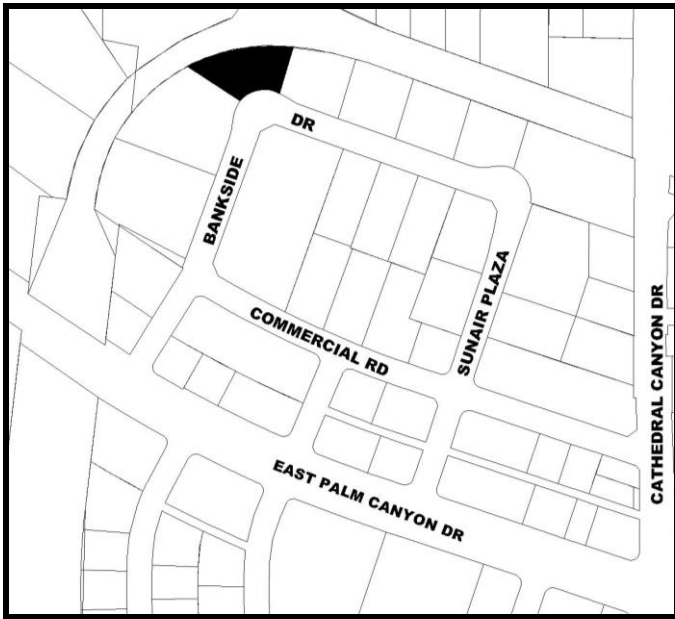 DR
BANKSIDE
COMMERCIAL RD
SUNAIR PLAZA
CATHEDRAL CANYON DR
EAST PALM CANYON DR